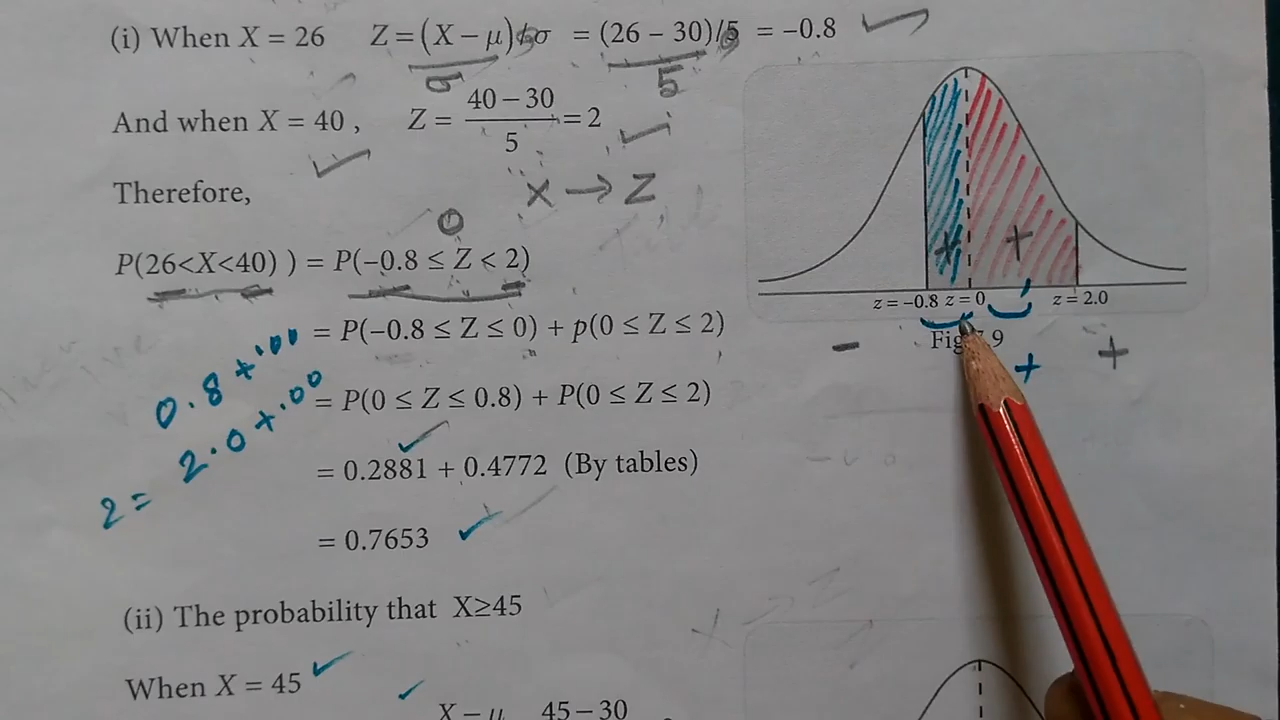 (i) When X = 26 Z = (X − μ)/σ = (26 − 30)/5 = −0.8
σ 5
And when X = 40 , Z = 40 − 30 / 5 = 2
Therefore,
X → Z
0
P(26<X<40) ) = P(−0.8 ≤ Z < 2)
= P(−0.8 ≤ Z ≤ 0) + p(0 ≤ Z ≤ 2)
0.8 + .00
= P(0 ≤ Z ≤ 0.8) + P(0 ≤ Z ≤ 2)
2 = 2.0 + .00
= 0.2881 + 0.4772 (By tables)
= 0.7653
(ii) The probability that X≥45
When X = 45
X − μ 45 − 30
+ +
z = −0.8 z = 0 z = 2.0
− + +